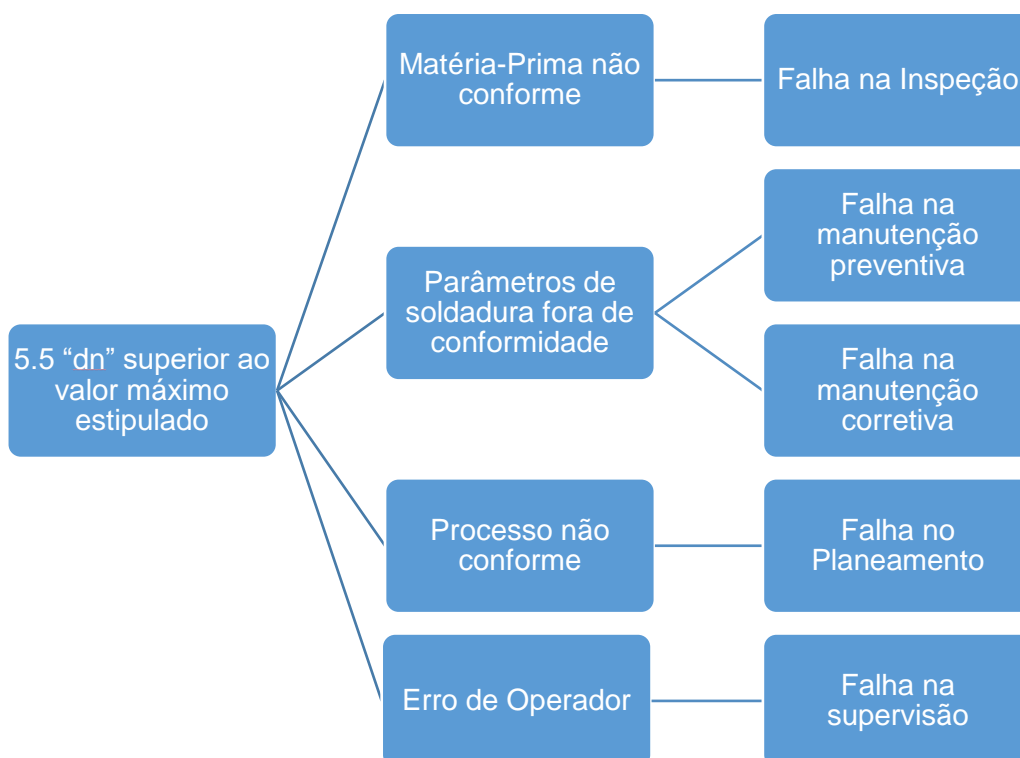 Matéria-Prima não
conforme
Falha na Inspeção
Falha na
manutenção
preventiva
Parâmetros de
soldadura fora de
conformidade
5.5 “dn” superior ao
valor máximo
estipulado
Falha na
manutenção
corretiva
Processo não
conforme
Falha no
Planeamento
Erro de Operador
Falha na
supervisão